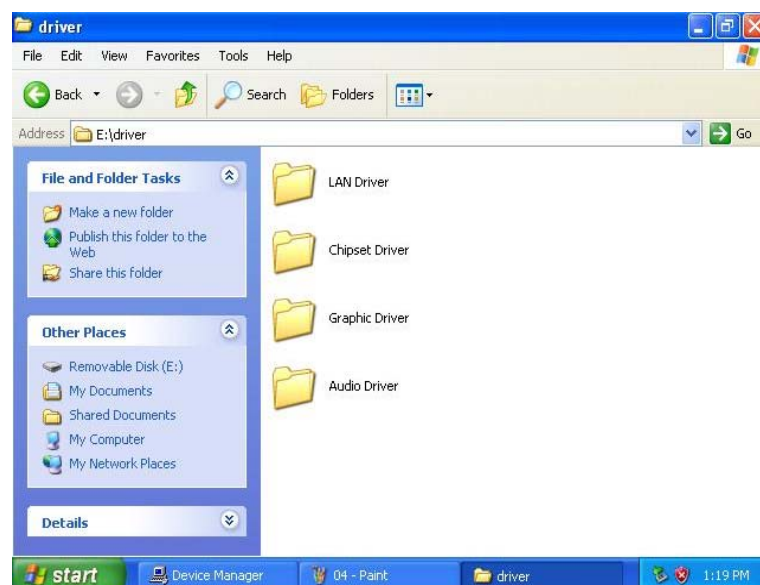 driver
File Edit View Favorites Tools Help
Back Search Folders
Address E:\driver Go
File and Folder Tasks
Make a new folder
Publish this folder to the
Web
Share this folder
Other Places
Removable Disk (E:)
My Documents
Shared Documents
My Computer
My Network Places
Details
LAN Driver
Chipset Driver
Graphic Driver
Audio Driver
start Device Manager 04 - Paint driver 1:19 PM